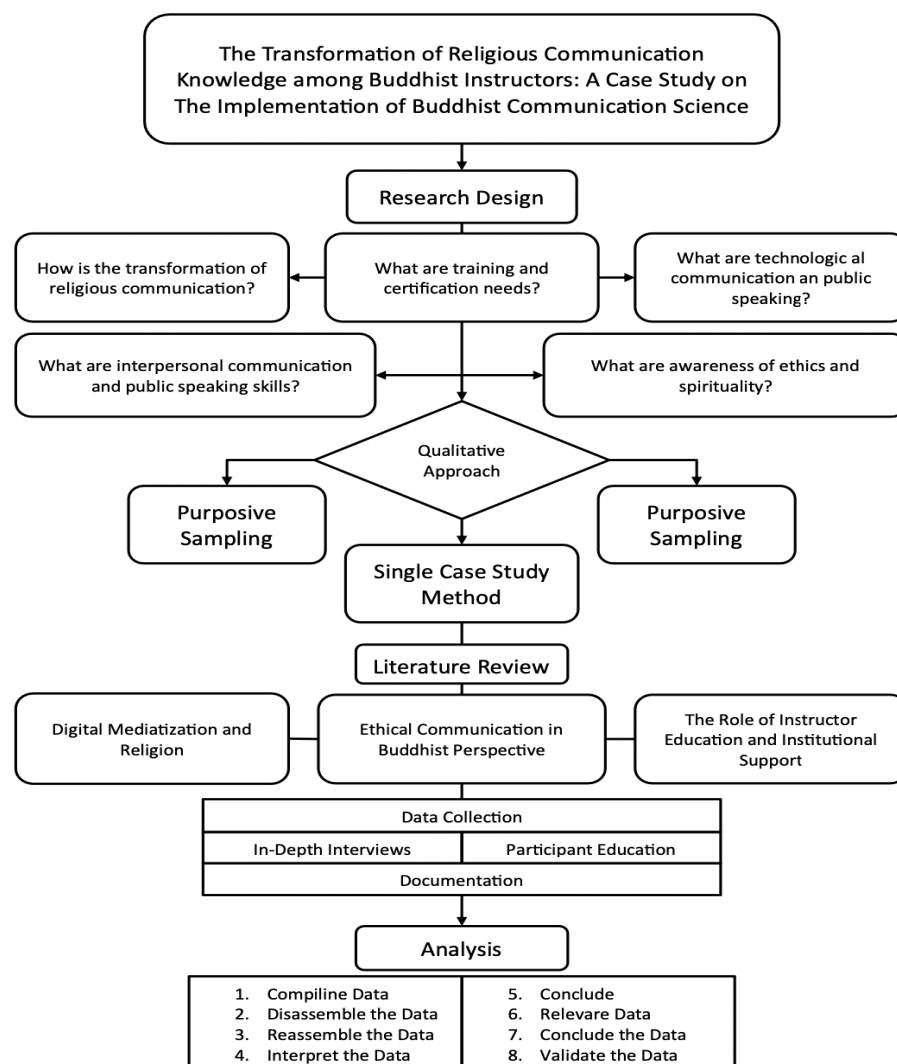 The Transformation of Religious Communication
Knowledge among Buddhist Instructors: A Case Study on
The Implementation of Buddhist Communication Science
Research Design
How is the transformation of
religious communication?
What are training and
certification needs?
What are technologic al
communication an public
speaking?
What are interpersonal communication
and public speaking skills?
What are awareness of ethics and
spirituality?
Qualitative
Approach
Purposive
Sampling
Purposive
Sampling
Single Case Study
Method
Literature Review
Digital Mediatization and
Religion
Ethical Communication in
Buddhist Perspective
The Role of Instructor
Education and Institutional
Support
Data Collection
In-Depth Interviews
Participant Education
Documentation
Analysis
1. Compiline Data
2. Disassemble the Data
3. Reassemble the Data
4. Interpret the Data
5. Conclude
6. Relevare Data
7. Conclude the Data
8. Validate the Data